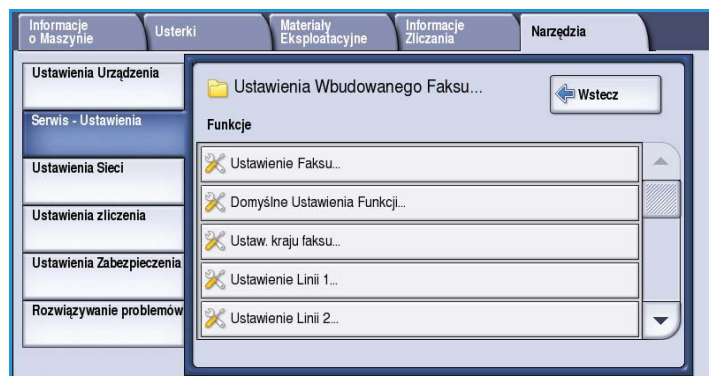 Informacje
o Maszynie
Usterki
Materiały
Eksploatacyjne
Informacje
Zliczania
Narzędzia
Ustawienia Urządzenia
Serwis - Ustawienia
Ustawienia Sieci
Ustawienia zliczenia
Ustawienia Zabezpieczenia
Rozwiązywanie problemów
Ustawienia Wbudowanego Faksu...
Wstecz
Funkcje
Ustawienie Faksu...
Domyślne Ustawienia Funkcji...
Ustaw. kraju faksu...
Ustawienie Linii 1...
Ustawienie Linii 2...